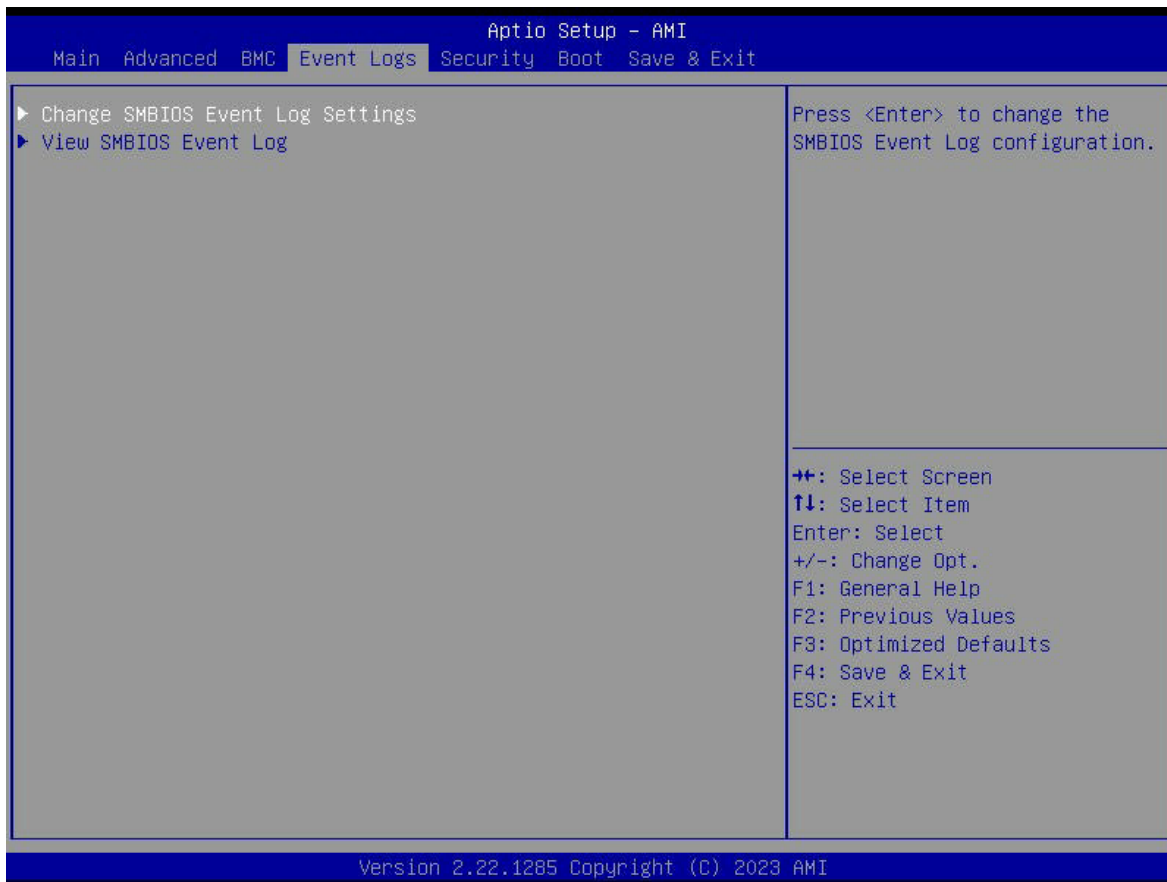 Aptio Setup – AMI
Main Advanced BMC Event Logs Security Boot Save & Exit
► Change SMBIOS Event Log Settings
► View SMBIOS Event Log
Press <Enter> to change the
SMBIOS Event Log configuration.
→←: Select Screen
↑↓: Select Item
Enter: Select
+/-: Change Opt.
F1: General Help
F2: Previous Values
F3: Optimized Defaults
F4: Save & Exit
ESC: Exit
Version 2.22.1285 Copyright (C) 2023 AMI